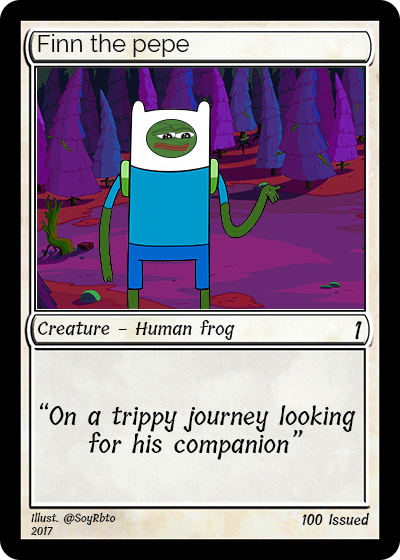 Finn the pepe
Creature – Human frog 1
“On a trippy journey looking
for his companion”
Illust. @SoyRbto
2017
100 Issued